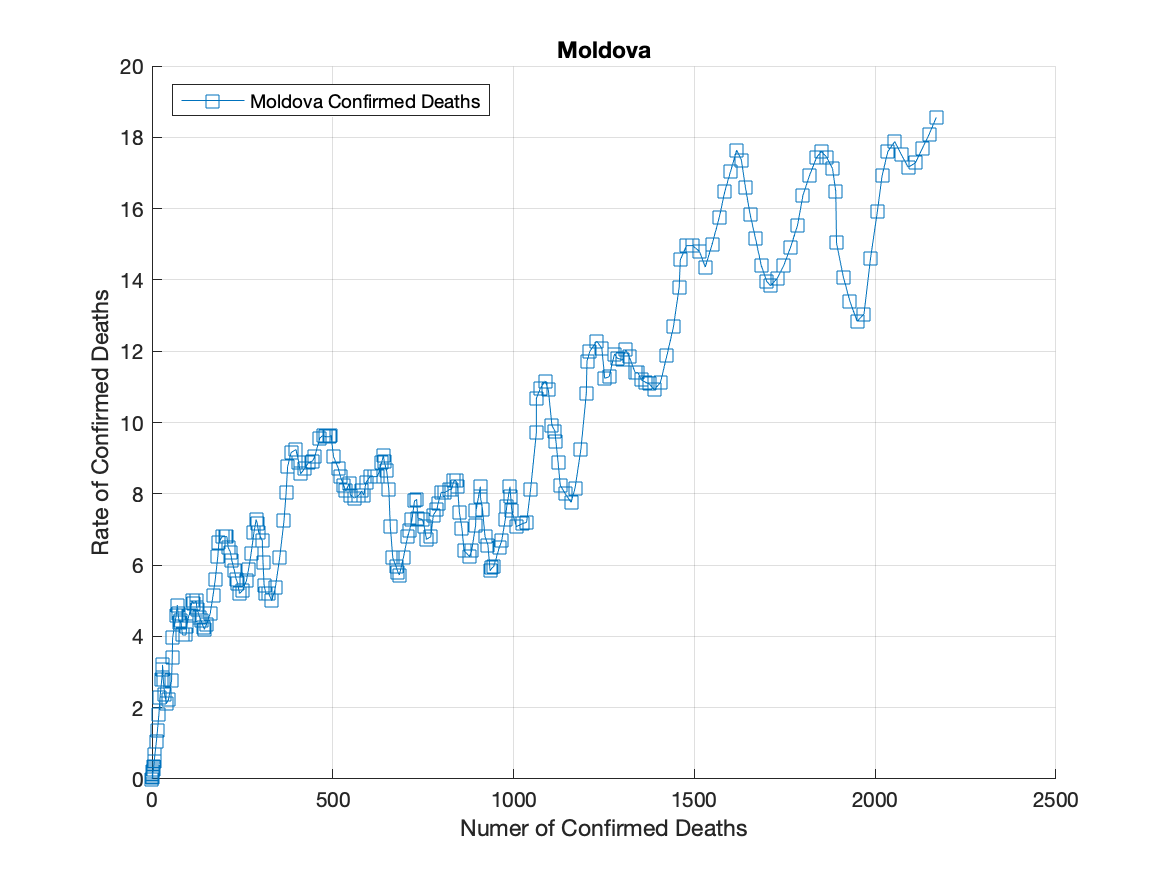 Moldova
Moldova Confirmed Deaths
Rate of Confirmed Deaths
20
18
16
14
12
10
8
6
4
2
0
0 500 1000 1500 2000 2500
Numer of Confirmed Deaths